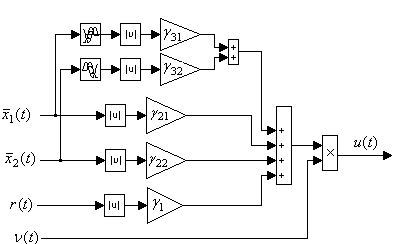 |u| γ31
|u| γ32
+
+
x̄1(t) |u| γ21
x̄2(t) |u| γ22
r(t) |u| γ1
+
+
+
+
× u(t)
ν(t)